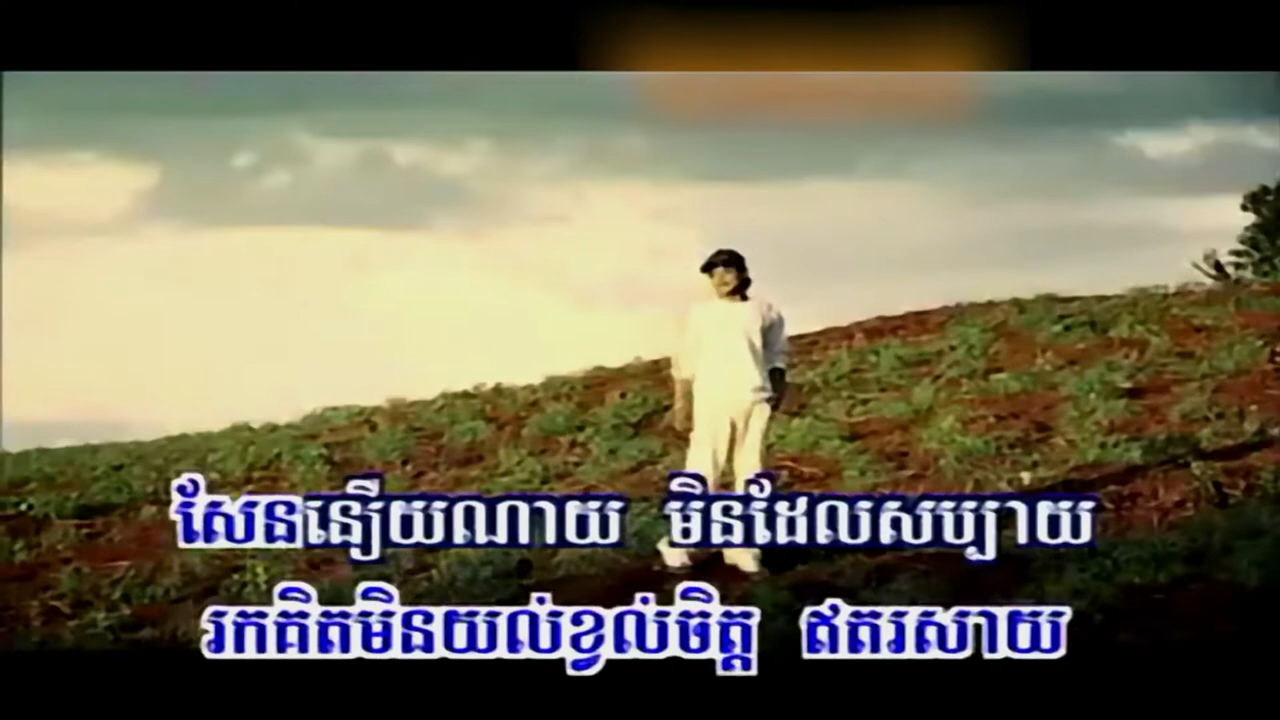 សែននឿយណាយ មិនដែលសប្បាយ
រកគិតមិនយល់ខ្វល់ចិត្ត ឥតរសាយ